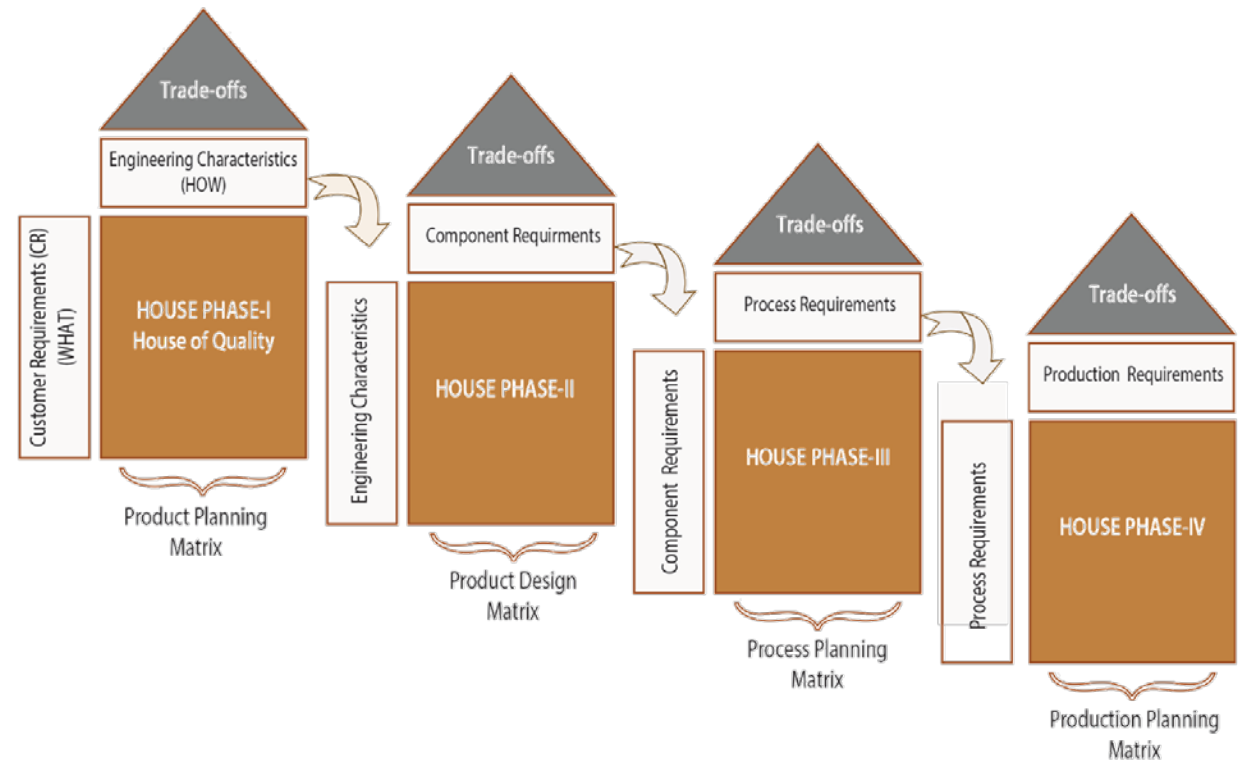 Trade-offs
Engineering Characteristics
(HOW)
Customer Requirements (CR)
(WHAT)
HOUSE PHASE-I
House of Quality
Product Planning
Matrix
Trade-offs
Component Requirments
Engineering Characteristics
HOUSE PHASE-II
Product Design
Matrix
Trade-offs
Process Requirements
Component Requirements
HOUSE PHASE-III
Process Planning
Matrix
Trade-offs
Production Requirements
Process Requirements
HOUSE PHASE-IV
Production Planning
Matrix